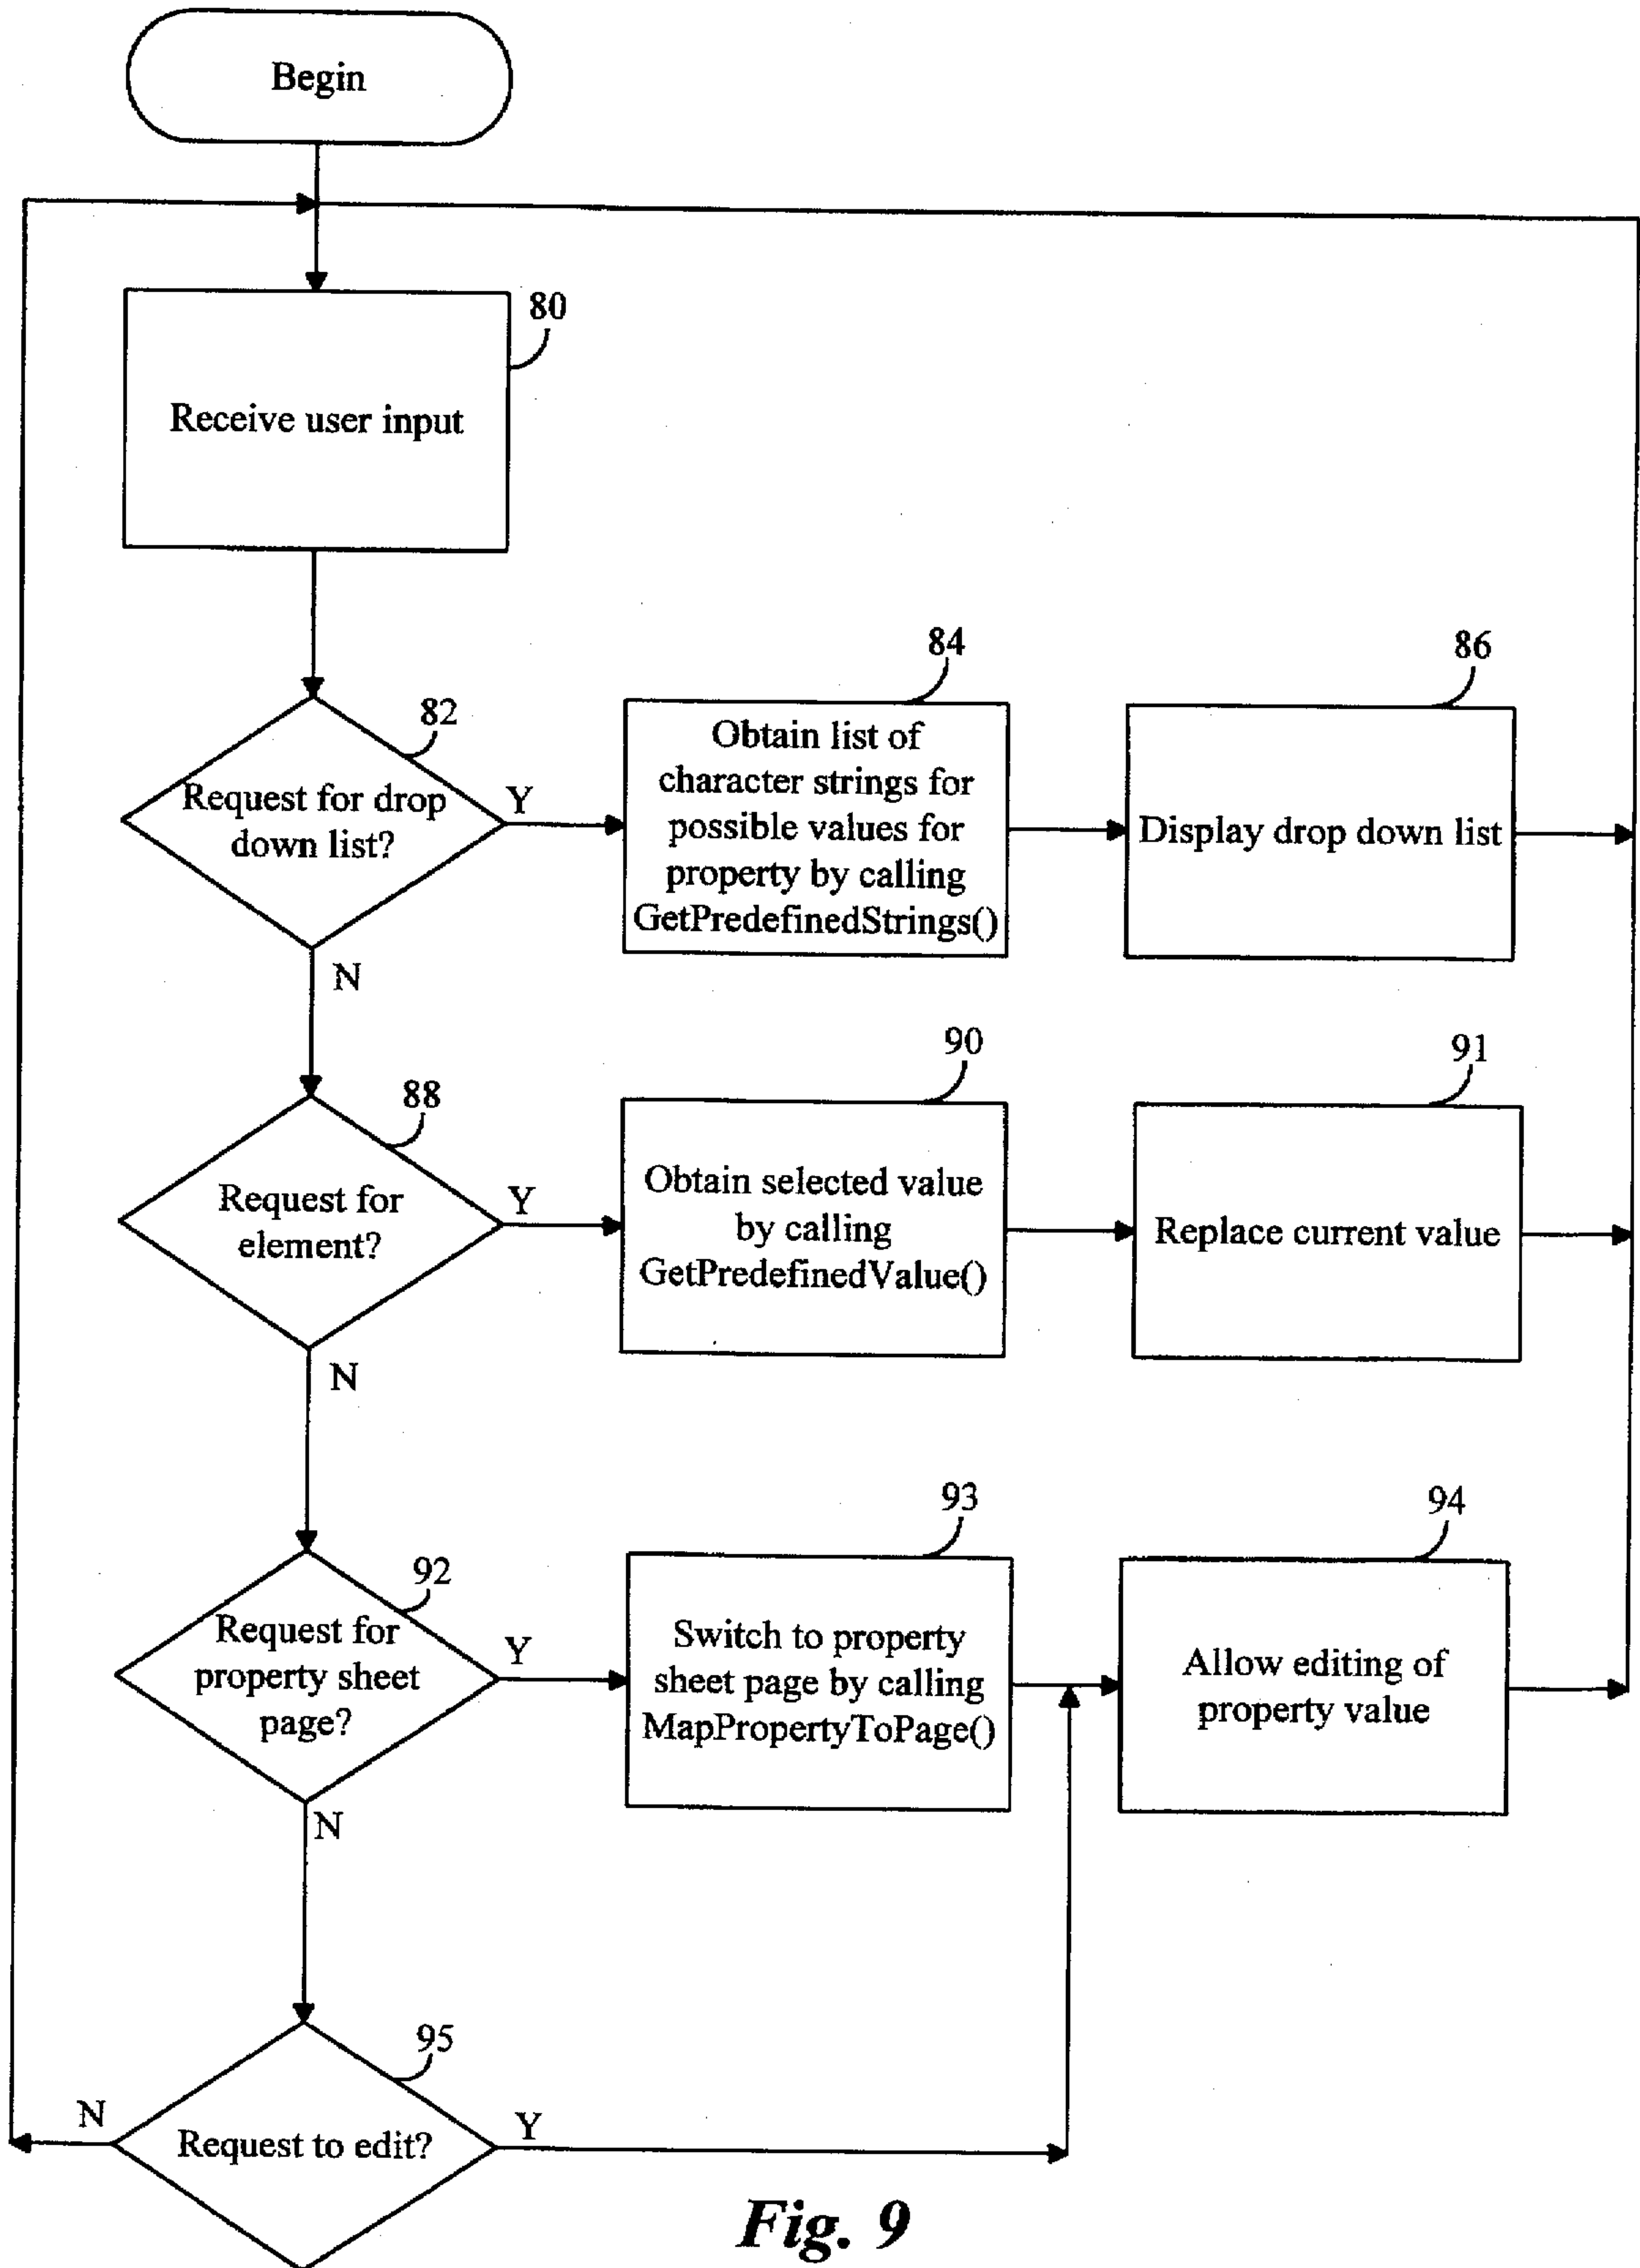 Begin
80
Receive user input
82
Request for drop
down list?
Y
N
84
Obtain list of
character strings for
possible values for
property by calling
GetPredefinedStrings()
86
Display drop down list
88
Request for
element?
Y
N
90
Obtain selected value
by calling
GetPredefinedValue()
91
Replace current value
92
Request for
property sheet
page?
Y
N
93
Switch to property
sheet page by calling
MapPropertyToPage()
94
Allow editing of
property value
95
Request to edit?
N
Y
Fig. 9